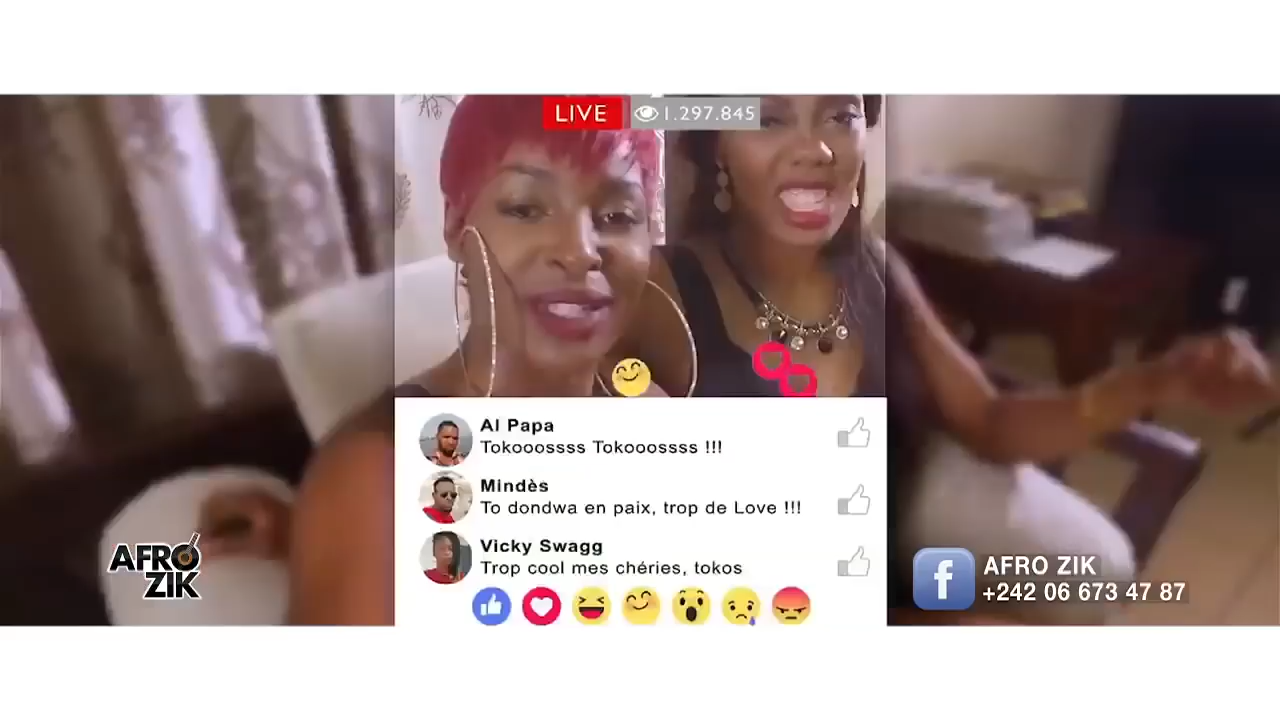 LIVE 1.297.845
Al Papa
Tokooossss Tokooossss !!!
Mindès
To dondwa en paix, trop de Love !!!
Vicky Swagg
Trop cool mes chéries, tokos
AFRO
ZIK
f
AFRO ZIK
+242 06 673 47 87